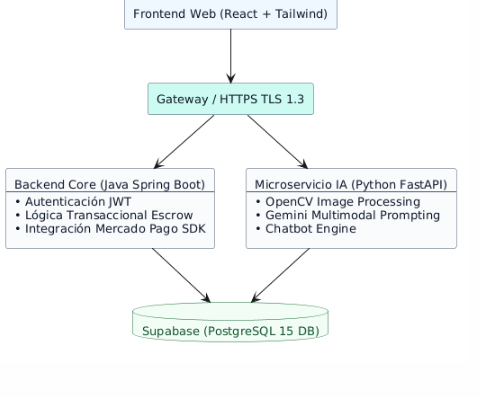 Frontend Web (React + Tailwind)
Gateway / HTTPS TLS 1.3
Backend Core (Java Spring Boot)
• Autenticación JWT
• Lógica Transaccional Escrow
• Integración Mercado Pago SDK
Microservicio IA (Python FastAPI)
• OpenCV Image Processing
• Gemini Multimodal Prompting
• Chatbot Engine
Supabase (PostgreSQL 15 DB)